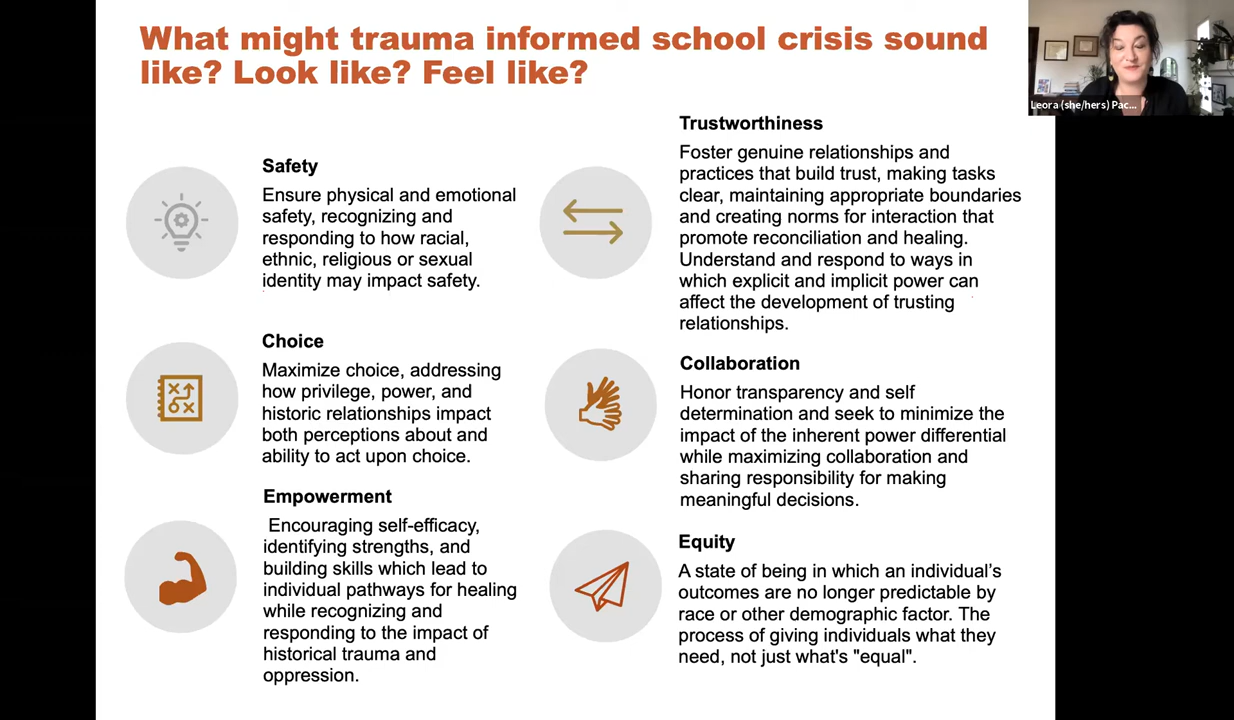 What might trauma informed school crisis sound
like? Look like? Feel like?
Safety
Ensure physical and emotional
safety, recognizing and
responding to how racial,
ethnic, religious or sexual
identity may impact safety.
Choice
Maximize choice, addressing
how privilege, power, and
historic relationships impact
both perceptions about and
ability to act upon choice.
Empowerment
Encouraging self-efficacy,
identifying strengths, and
building skills which lead to
individual pathways for healing
while recognizing and
responding to the impact of
historical trauma and
oppression.
Trustworthiness
Foster genuine relationships and
practices that build trust, making tasks
clear, maintaining appropriate boundaries
and creating norms for interaction that
promote reconciliation and healing.
Understand and respond to ways in
which explicit and implicit power can
affect the development of trusting
relationships.
Collaboration
Honor transparency and self
determination and seek to minimize the
impact of the inherent power differential
while maximizing collaboration and
sharing responsibility for making
meaningful decisions.
Equity
A state of being in which an individual’s
outcomes are no longer predictable by
race or other demographic factor. The
process of giving individuals what they
need, not just what's "equal".
Leora (she/hers) Pac...